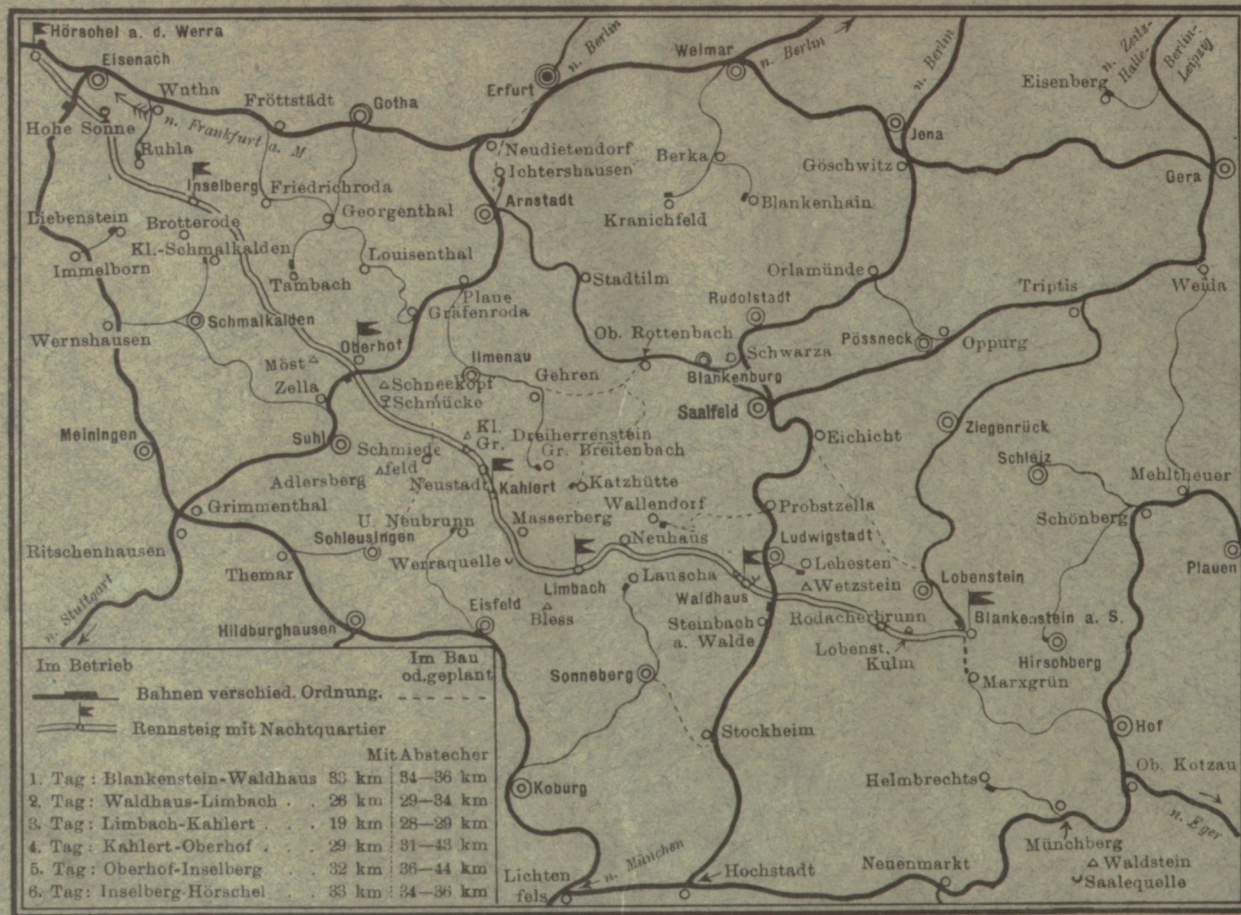 Hörschel a. d. Werra
Eisenach
Wutha
Fröttstädt
Gotha
Erfurt
n. Berlin
Weimar
n. Berlin
n. Berlin
n. Zeitz-
Halle-
Berlin-
Leipzig
Eisenberg
Hohe Sonne
n. Frankfurt a. M
Ruhla
Neudietendorf
Ichtershausen
Berka
Jena
Göschwitz
Gera
Inselberg
Friedrichroda
Georgenthal
Arnstadt
Kranichfeld
Blankenhain
Liebenstein
Brotterode
Kl.-Schmalkalden
Louisenthal
Immelborn
Tambach
Stadtilm
Orlamünde
Triptis
Weida
Plaue
Gräfenroda
Rudolstadt
Wernshausen
Schmalkalden
Oberhof
Ob. Rottenbach
Schwarza
Pössneck
Oppurg
Möst
Ilmenau
Gehren
Blankenburg
Zella
Schneekopf
Schmücke
Saalfeld
Meiningen
Suhl
Kl.
Gr.
Dreiherrenstein
Gr. Breitenbach
Eichicht
Ziegenrück
Schmiede
feld
Adlersberg
Neustadt
Kahlert
Katzhütte
Schleiz
Mehltheuer
Grimmenthal
Wallendorf
Probstzella
Schönberg
Ritschenhausen
U. Neubrunn
Masserberg
Schleusingen
Neuhaus
Ludwigstadt
Plauen
Themar
Werraquelle
Limbach
Lauscha
Lehesten
Wetzstein
Lobenstein
n. Stuttgart
Waldhaus
Hildburghausen
Eisfeld
Bless
Steinbach
a. Walde
Rodacherbrunn
Blankenstein a. S.
Lobenst.
Kulm
Hirschberg
Sonneberg
Marxgrün
Stockheim
Hof
Koburg
Helmbrechts
Ob. Kotzau
n. Eger
n. München
Lichten
fels
Hochstadt
Neuenmarkt
Münchberg
Waldstein
Saalequelle
Im Betrieb
Im Bau
od. geplant
Bahnen verschied. Ordnung.
Rennsteig mit Nachtquartier
Mit Abstecher
1. Tag: Blankenstein-Waldhaus 33 km 34—36 km
2. Tag: Waldhaus-Limbach . . 26 km 29—34 km
3. Tag: Limbach-Kahlert . . . 19 km 28—29 km
4. Tag: Kahlert-Oberhof . . . 29 km 31—43 km
5. Tag: Oberhof-Inselberg . . 32 km 36—44 km
6. Tag: Inselberg-Hörschel . . 33 km 34—36 km